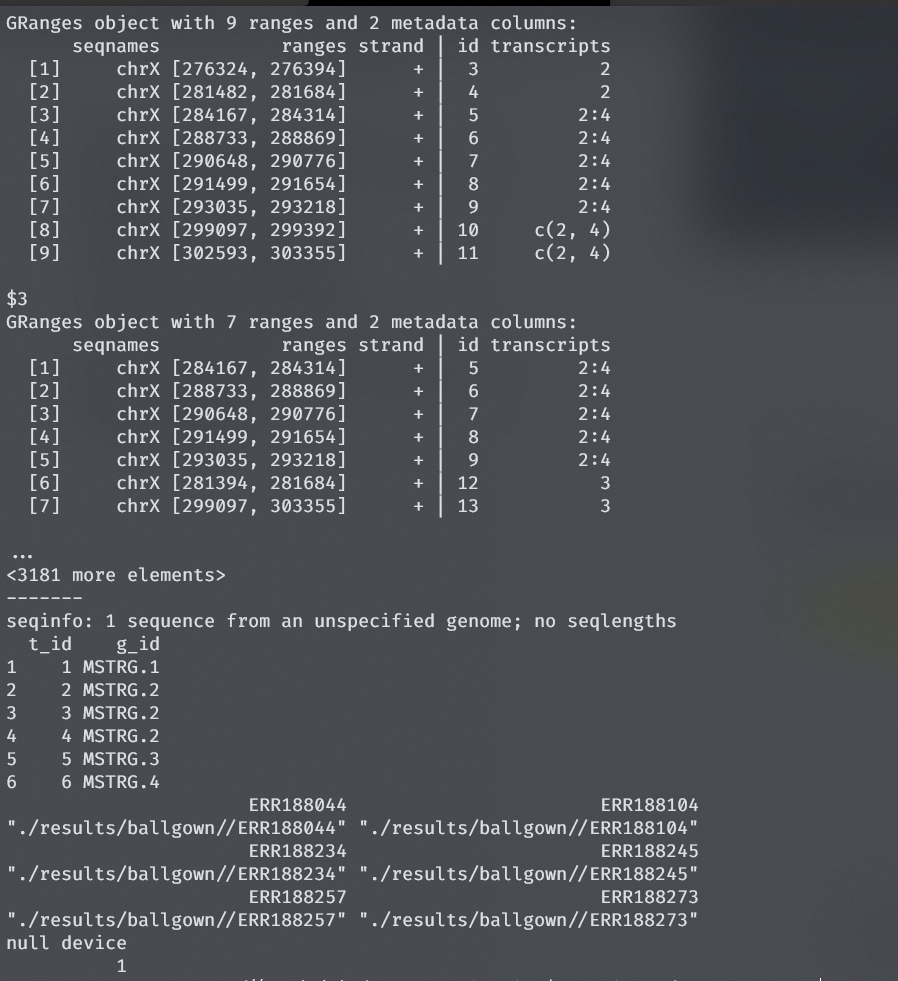 GRanges object with 9 ranges and 2 metadata columns:
      seqnames           ranges strand | id transcripts
  [1]     chrX [276324, 276394]      + |  3           2
  [2]     chrX [281482, 281684]      + |  4           2
  [3]     chrX [284167, 284314]      + |  5         2:4
  [4]     chrX [288733, 288869]      + |  6         2:4
  [5]     chrX [290648, 290776]      + |  7         2:4
  [6]     chrX [291499, 291654]      + |  8         2:4
  [7]     chrX [293035, 293218]      + |  9         2:4
  [8]     chrX [299097, 299392]      + | 10     c(2, 4)
  [9]     chrX [302593, 303355]      + | 11     c(2, 4)
$3
GRanges object with 7 ranges and 2 metadata columns:
      seqnames           ranges strand | id transcripts
  [1]     chrX [284167, 284314]      + |  5         2:4
  [2]     chrX [288733, 288869]      + |  6         2:4
  [3]     chrX [290648, 290776]      + |  7         2:4
  [4]     chrX [291499, 291654]      + |  8         2:4
  [5]     chrX [293035, 293218]      + |  9         2:4
  [6]     chrX [281394, 281684]      + | 12           3
  [7]     chrX [299097, 303355]      + | 13           3
...
<3181 more elements>
-------
seqinfo: 1 sequence from an unspecified genome; no seqlengths
  t_id    g_id
1    1 MSTRG.1
2    2 MSTRG.2
3    3 MSTRG.2
4    4 MSTRG.2
5    5 MSTRG.3
6    6 MSTRG.4
                      ERR188044                       ERR188104
"./results/ballgown//ERR188044" "./results/ballgown//ERR188104"
                      ERR188234                       ERR188245
"./results/ballgown//ERR188234" "./results/ballgown//ERR188245"
                      ERR188257                       ERR188273
"./results/ballgown//ERR188257" "./results/ballgown//ERR188273"
null device
          1